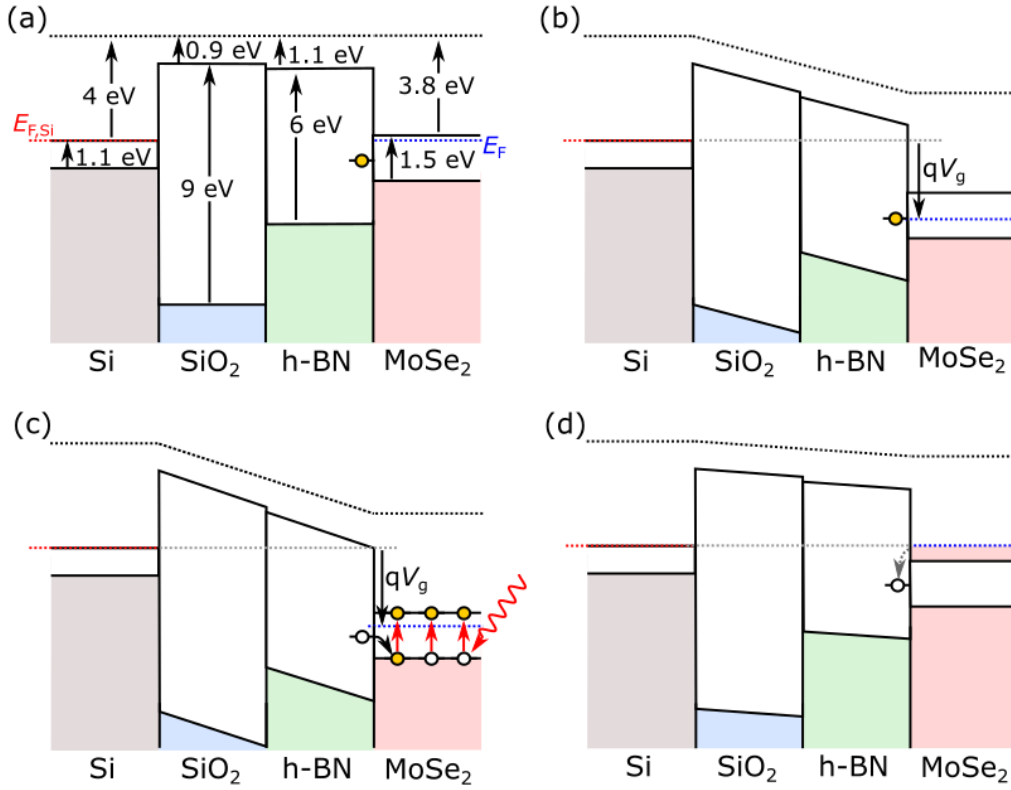 (a)
0.9 eV
1.1 eV
4 eV
3.8 eV
E_F,Si
6 eV
E_F
1.1 eV
1.5 eV
9 eV
Si
SiO₂
h-BN
MoSe₂
(b)
qV_g
Si
SiO₂
h-BN
MoSe₂
(c)
qV_g
Si
SiO₂
h-BN
MoSe₂
(d)
Si
SiO₂
h-BN
MoSe₂